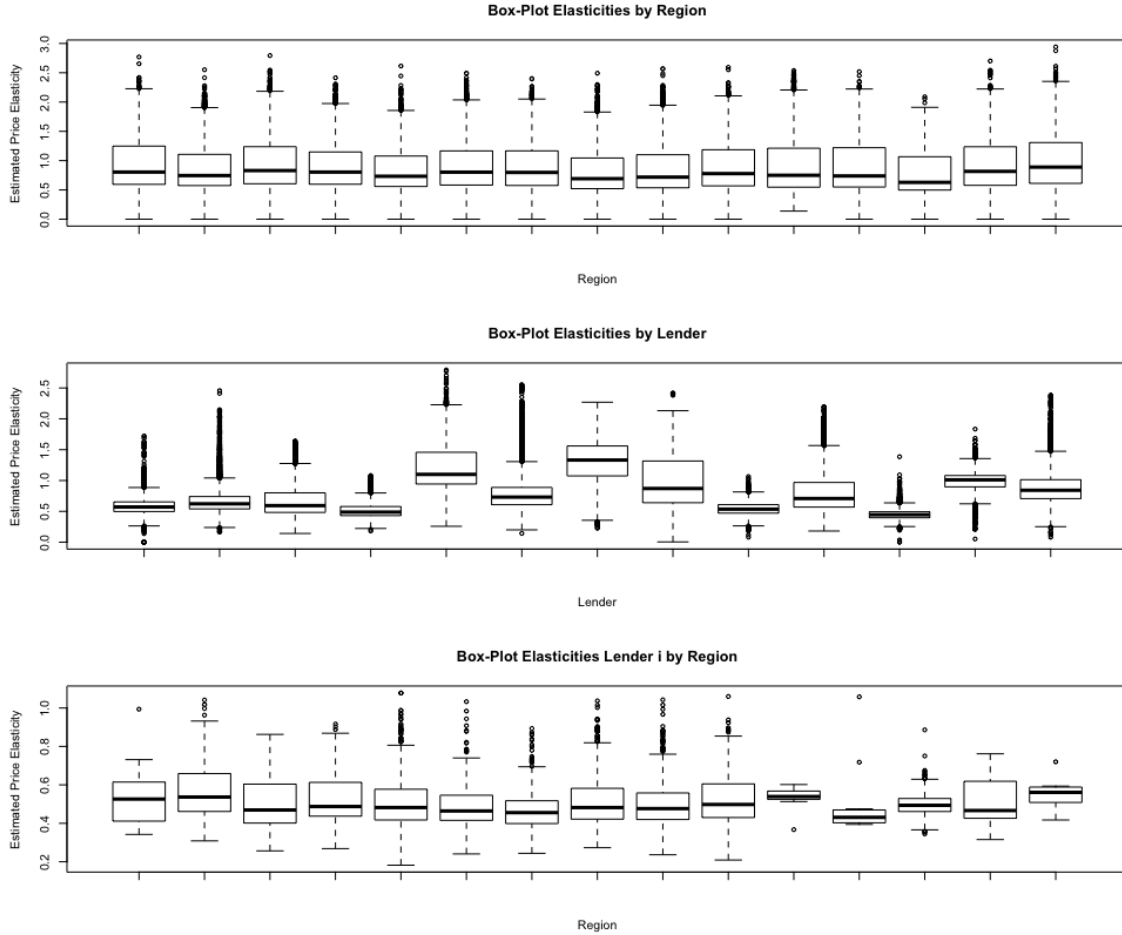 Box-Plot Elasticities by Region
Estimated Price Elasticity
3.0
2.5
2.0
1.5
1.0
0.5
0.0
Region
Box-Plot Elasticities by Lender
Estimated Price Elasticity
2.5
2.0
1.5
1.0
0.5
0.0
Lender
Box-Plot Elasticities Lender i by Region
Estimated Price Elasticity
1.0
0.8
0.6
0.4
0.2
Region